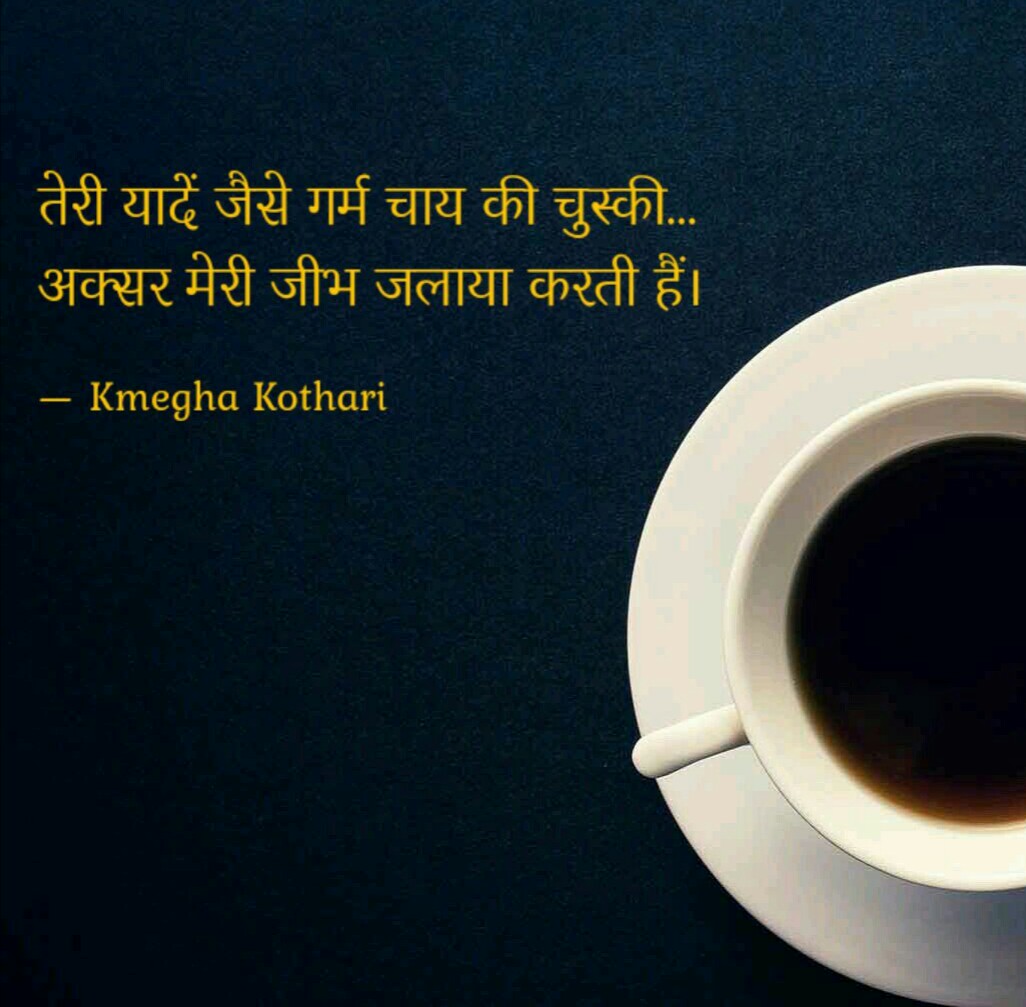 तेरी यादें जैसे गर्म चाय की चुस्की...
अक्सर मेरी जीभ जलाया करती हैं।
— Kmegha Kothari